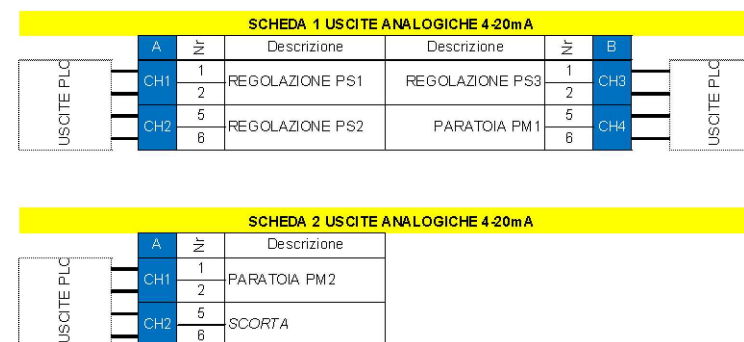 SCHEDA 1 USCITE ANALOGICHE 4-20mA
A Nr Descrizione Descrizione Nr B
USCITE PLC CH1 1 REGOLAZIONE PS1 REGOLAZIONE PS3 1 CH3 USCITE PLC
2 2
CH2 5 REGOLAZIONE PS2 PARATOIA PM1 5 CH4
6 6
SCHEDA 2 USCITE ANALOGICHE 4-20mA
A Nr Descrizione
USCITE PLC CH1 1 PARATOIA PM2
2
CH2 5 SCORTA
6